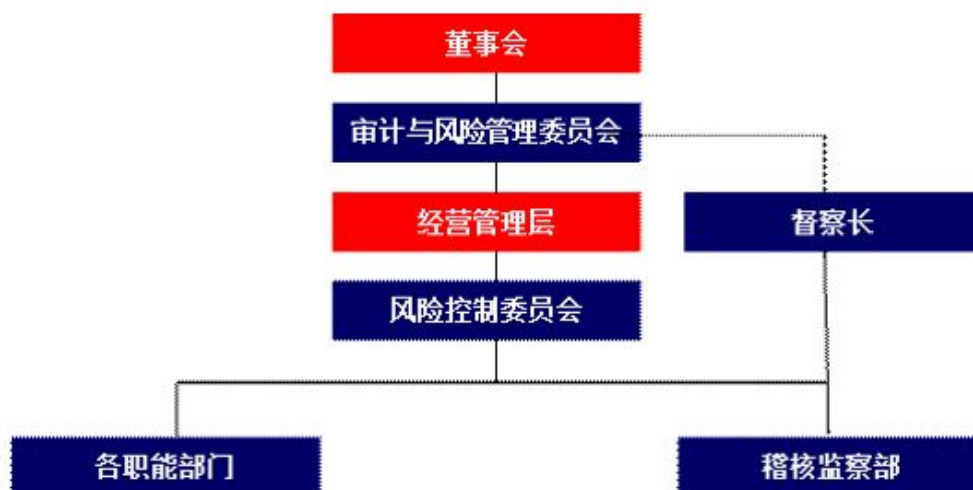 董事会
审计与风险管理委员会
经营管理层
督察长
风险控制委员会
各职能部门
稽核监察部